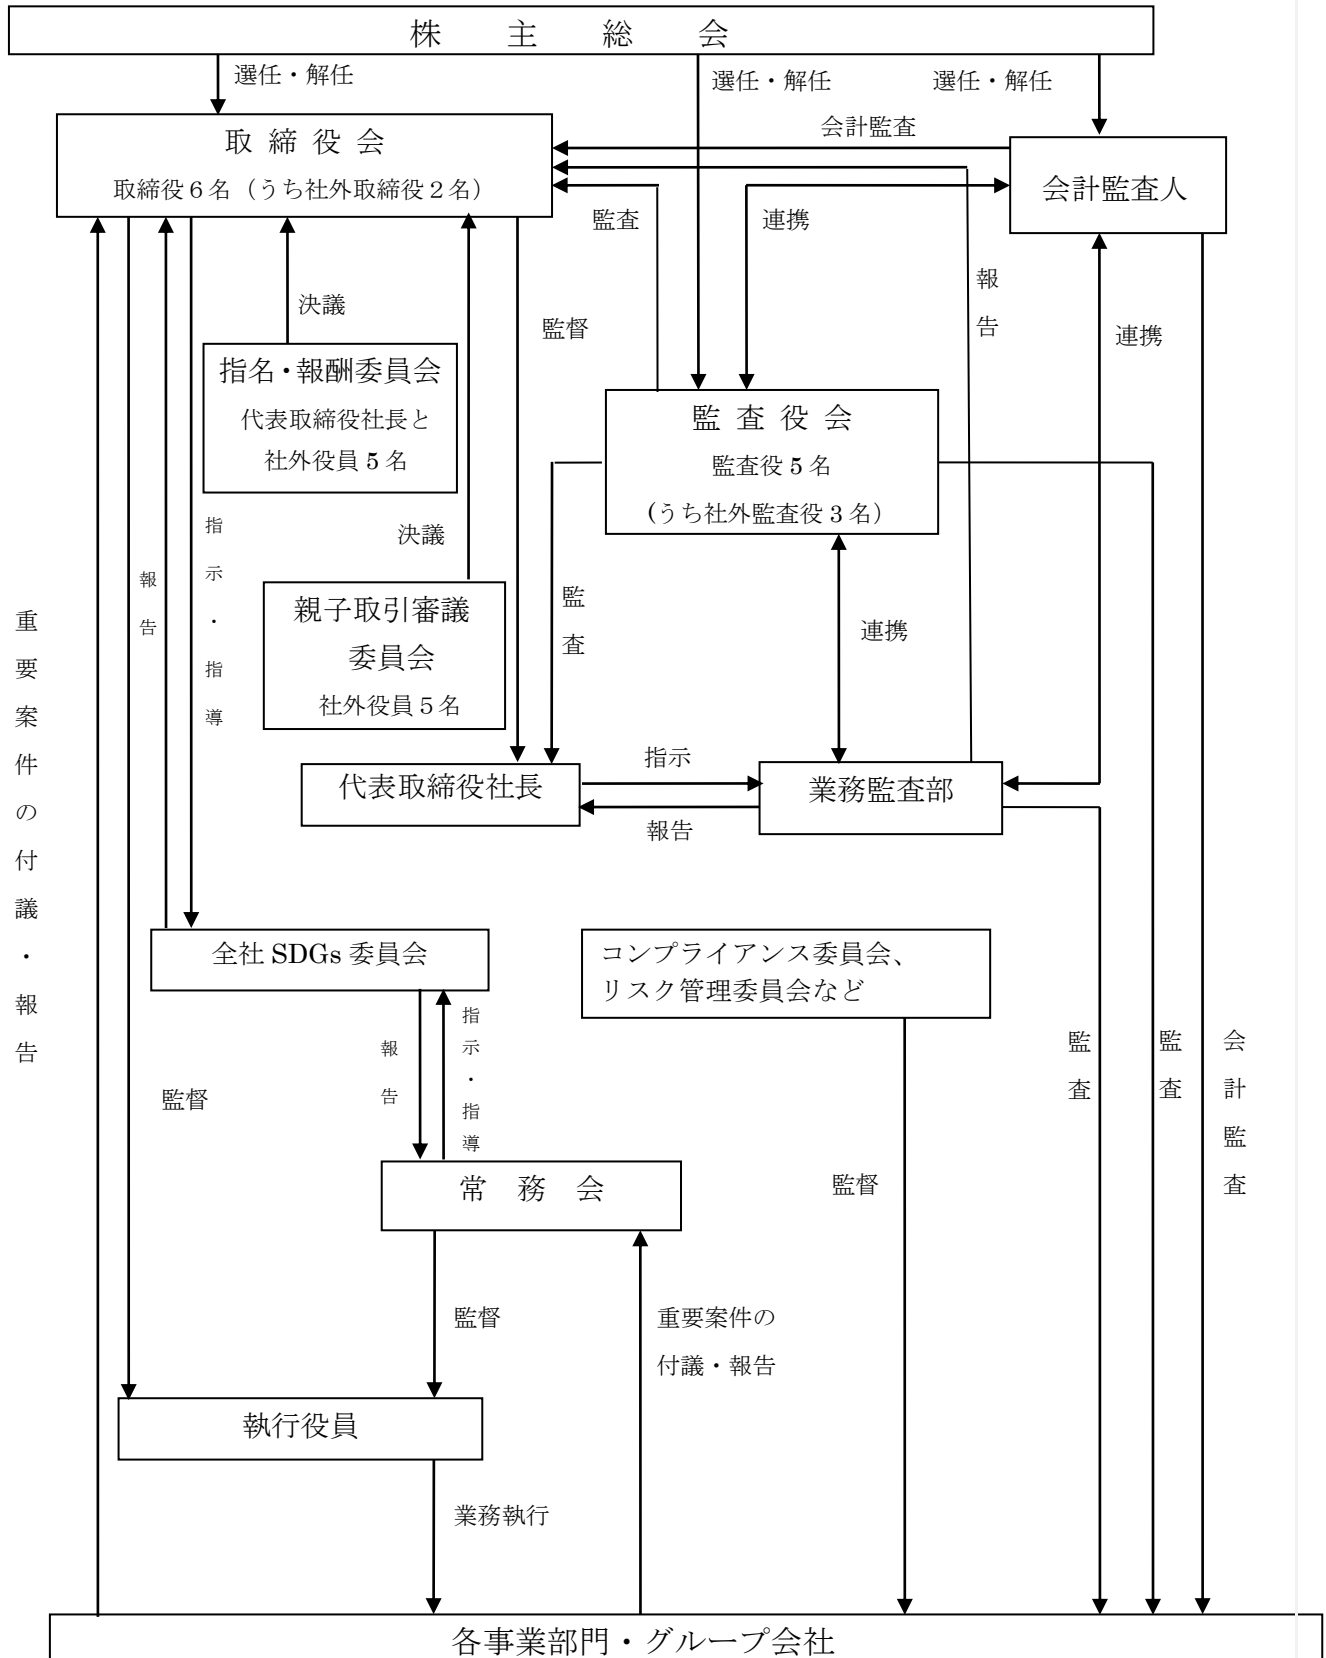 株主総会
選任・解任
選任・解任
選任・解任
会計監査
取締役会
取締役6名（うち社外取締役2名）
会計監査人
監査
連携
報告
決議
監督
連携
指名・報酬委員会
代表取締役社長と
社外役員5名
監査役会
監査役5名
(うち社外監査役3名）
指示・指導
決議
報告
親子取引審議
委員会
社外役員5名
監査
連携
重要案件の付議・報告
指示
代表取締役社長
業務監査部
報告
全社 SDGs 委員会
コンプライアンス委員会、
リスク管理委員会など
指示・指導
報告
監督
監査
監査
会計監査
常務会
監督
監督
重要案件の
付議・報告
執行役員
業務執行
各事業部門・グループ会社